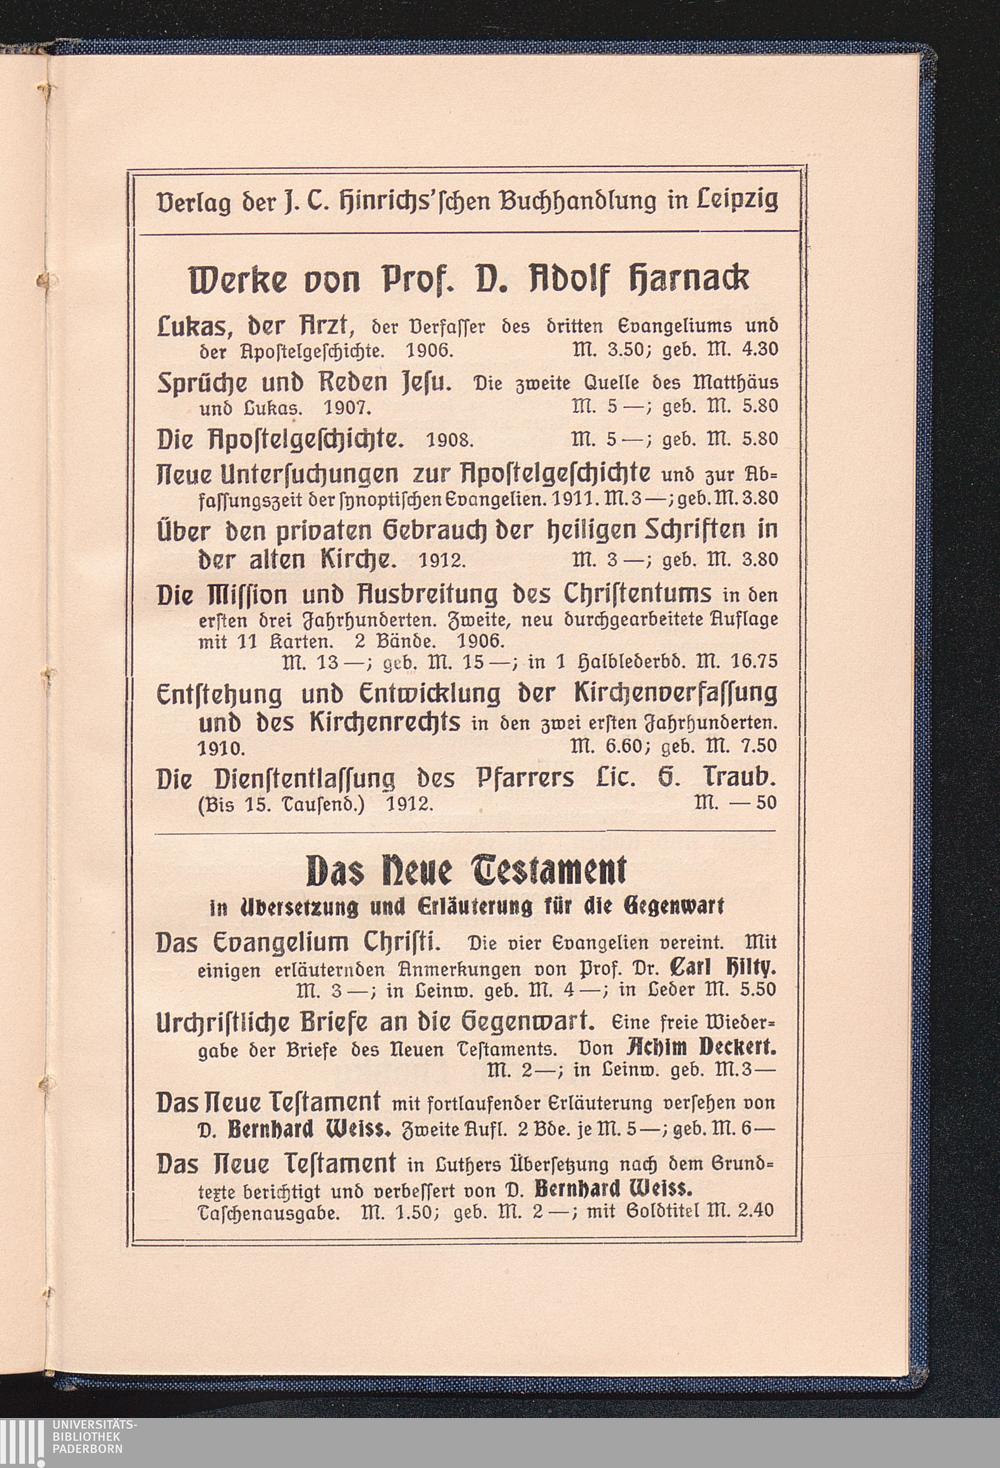 Verlag der J. C. Hinrichs'schen Buchhandlung in Leipzig
Werke von Prof. D. Adolf Harnack
Lukas, der Arzt, der Verfasser des dritten Evangeliums und
der Apostelgeschichte. 1906. M. 3.50; geb. M. 4.30
Sprüche und Reden Jesu. Die zweite Quelle des Matthäus
und Lukas. 1907. M. 5 —; geb. M. 5.80
Die Apostelgeschichte. 1908. M. 5 —; geb. M. 5.80
Neue Untersuchungen zur Apostelgeschichte und zur Ab=
fassungszeit der synoptischen Evangelien. 1911. M. 3 —; geb. M. 3.80
Über den privaten Gebrauch der heiligen Schriften in
der alten Kirche. 1912. M. 3 —; geb. M. 3.80
Die Mission und Ausbreitung des Christentums in den
ersten drei Jahrhunderten. Zweite, neu durchgearbeitete Auflage
mit 11 Karten. 2 Bände. 1906.
M. 13 —; geb. M. 15 —; in 1 Halblederbd. M. 16.75
Entstehung und Entwicklung der Kirchenverfassung
und des Kirchenrechts in den zwei ersten Jahrhunderten.
1910. M. 6.60; geb. M. 7.50
Die Dienstentlassung des Pfarrers Lic. G. Traub.
(Bis 15. Tausend.) 1912. M. — 50
Das Neue Testament
in Übersetzung und Erläuterung für die Gegenwart
Das Evangelium Christi. Die vier Evangelien vereint. Mit
einigen erläuternden Anmerkungen von Prof. Dr. Carl Hilty.
M. 3 —; in Leinw. geb. M. 4 —; in Leder M. 5.50
Urchristliche Briefe an die Gegenwart. Eine freie Wieder=
gabe der Briefe des Neuen Testaments. Von Achim Deckert.
M. 2—; in Leinw. geb. M.3—
Das Neue Testament mit fortlaufender Erläuterung versehen von
D. Bernhard Weiss. Zweite Aufl. 2 Bde. je M. 5—; geb. M. 6—
Das Neue Testament in Luthers Übersetzung nach dem Grund=
texte berichtigt und verbessert von D. Bernhard Weiss.
Taschenausgabe. M. 1.50; geb. M. 2 —; mit Goldtitel M. 2.40
UNIVERSITÄTS-
BIBLIOTHEK
PADERBORN